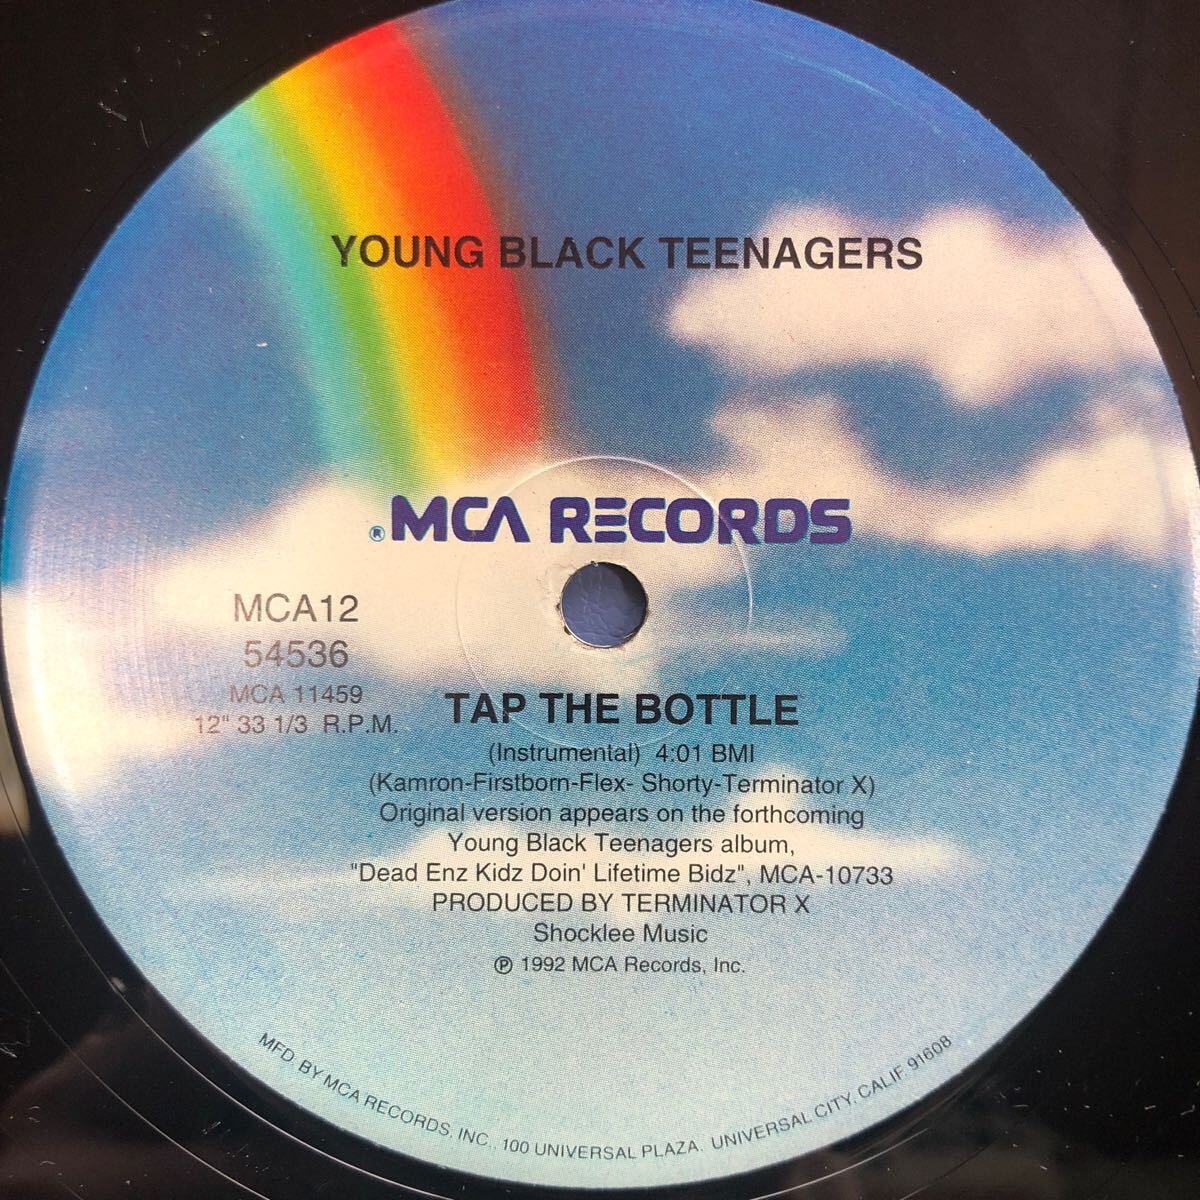 YOUNG BLACK TEENAGERS
® MCA RECORDS
MCA12
54536
MCA 11459
12" 33 1/3 R.P.M.
TAP THE BOTTLE
(Instrumental) 4:01 BMI
(Kamron-Firstborn-Flex- Shorty-Terminator X)
Original version appears on the forthcoming
Young Black Teenagers album,
"Dead Enz Kidz Doin' Lifetime Bidz", MCA-10733
PRODUCED BY TERMINATOR X
Shocklee Music
℗ 1992 MCA Records, Inc.
MFD BY MCA RECORDS, INC., 100 UNIVERSAL PLAZA. UNIVERSAL CITY, CALIF. 91608